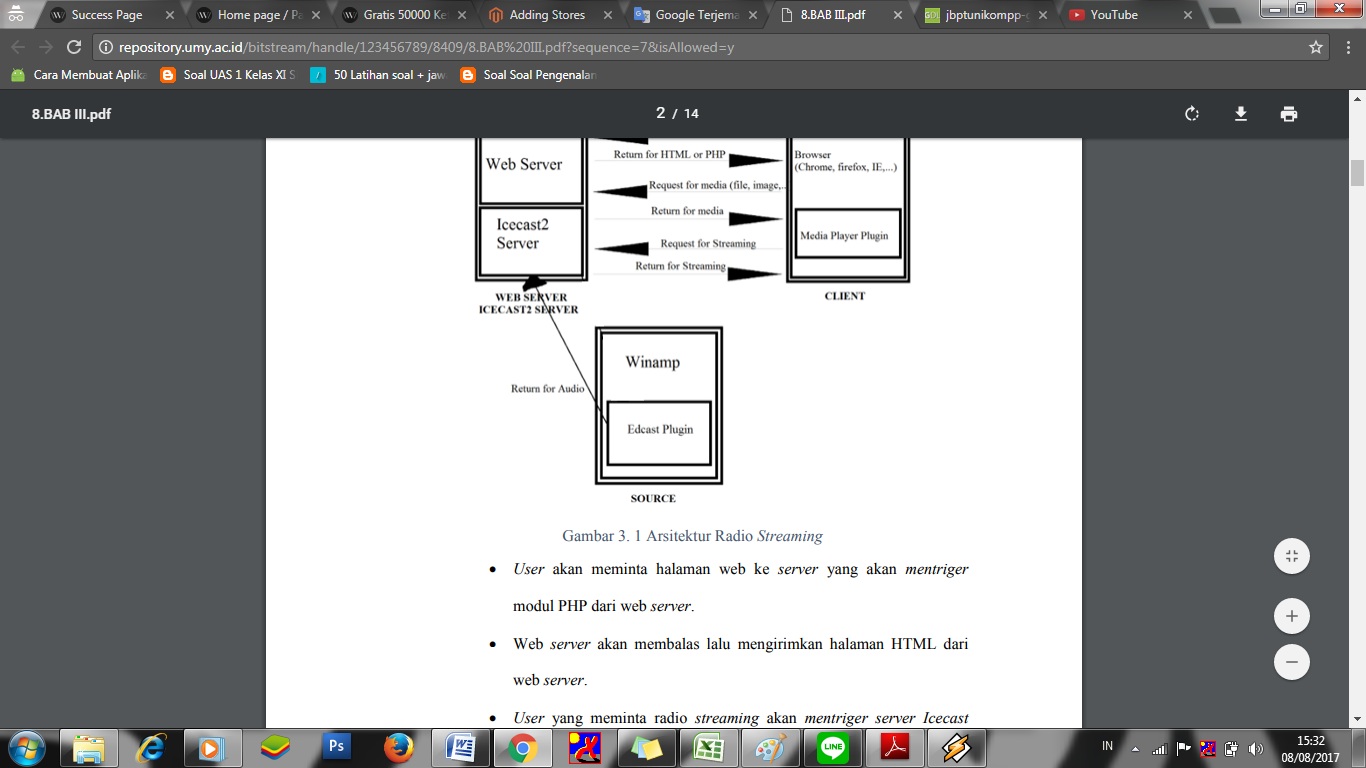 Success Page
Home page / Pa
Gratis 50000 Ke
Adding Stores
Google Terjema
8.BAB III.pdf
jbptunikompp-g
YouTube
repository.umy.ac.id/bitstream/handle/123456789/8409/8.BAB%20III.pdf?sequence=7&isAllowed=y
Cara Membuat Aplika
Soal UAS 1 Kelas XI S
50 Latihan soal + jaw
Soal Soal Pengenalan
8.BAB III.pdf
2 / 14
Web Server
Return for HTML or PHP
Browser
(Chrome, firefox, IE,...)
Request for media (file, image,..
Return for media
Icecast2
Server
Request for Streaming
Media Player Plugin
Return for Streaming
WEB SERVER
ICECAST2 SERVER
CLIENT
Winamp
Return for Audio
Edcast Plugin
SOURCE
Gambar 3. 1 Arsitektur Radio Streaming
• User akan meminta halaman web ke server yang akan mentriger
modul PHP dari web server.
• Web server akan membalas lalu mengirimkan halaman HTML dari
web server.
• User yang meminta radio streaming akan mentriger server Icecast
Ps
LINE
IN
15:32
08/08/2017